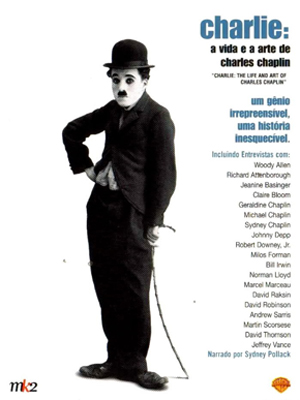 charlie:
a vida e a arte de
charles chaplin
"CHARLIE: THE LIFE AND ART OF
CHARLES CHAPLIN"
um gênio
irrepreensível,
uma história
inesquecível.
Incluindo Entrevistas com:
Woody Allen
Richard Attenborough
Jeanine Basinger
Claire Bloom
Geraldine Chaplin
Michael Chaplin
Sydney Chaplin
Johnny Depp
Robert Downey, Jr.
Milos Forman
Bill Irwin
Norman Lloyd
Marcel Marceau
David Raksin
David Robinson
Andrew Sarris
Martin Scorsese
David Thomson
Jeffrey Vance
Narrado por Sydney Pollack
mk2